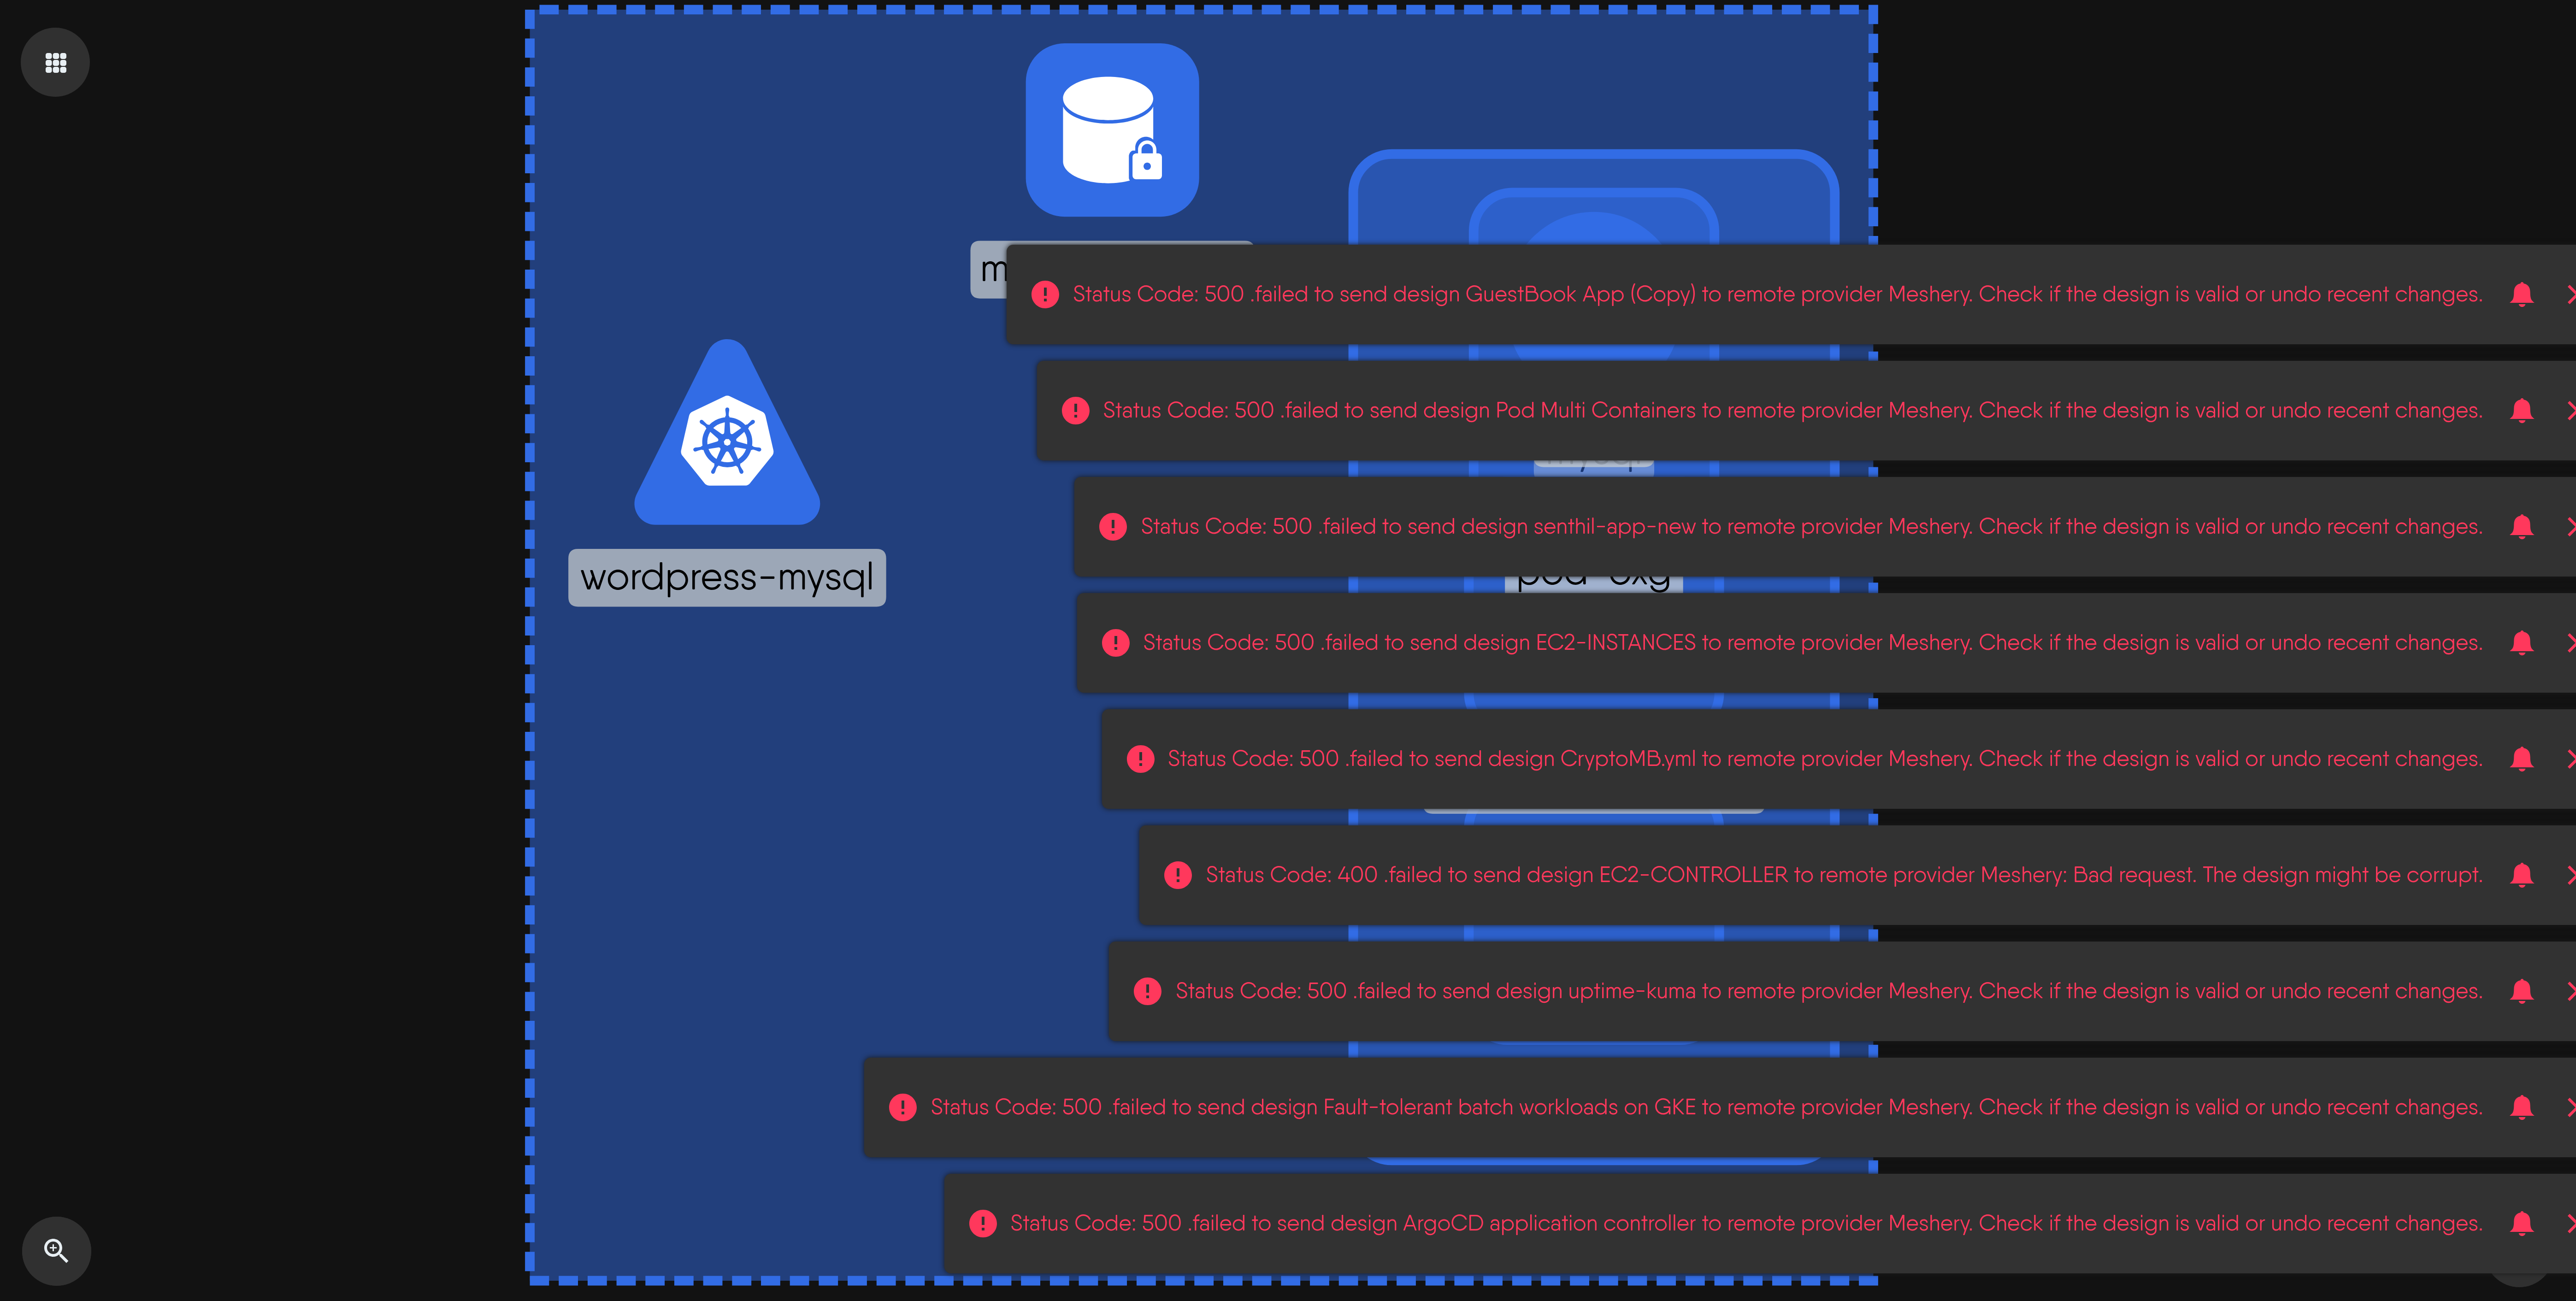 Status Code: 500 .failed to send design GuestBook App (Copy) to remote provider Meshery. Check if the design is valid or undo recent changes.
Status Code: 500 .failed to send design Pod Multi Containers to remote provider Meshery. Check if the design is valid or undo recent changes.
mysql
Status Code: 500 .failed to send design senthil-app-new to remote provider Meshery. Check if the design is valid or undo recent changes.
wordpress-mysql
Status Code: 500 .failed to send design EC2-INSTANCES to remote provider Meshery. Check if the design is valid or undo recent changes.
Status Code: 500 .failed to send design CryptoMB.yml to remote provider Meshery. Check if the design is valid or undo recent changes.
Status Code: 400 .failed to send design EC2-CONTROLLER to remote provider Meshery: Bad request. The design might be corrupt.
Status Code: 500 .failed to send design uptime-kuma to remote provider Meshery. Check if the design is valid or undo recent changes.
Status Code: 500 .failed to send design Fault-tolerant batch workloads on GKE to remote provider Meshery. Check if the design is valid or undo recent changes.
Status Code: 500 .failed to send design ArgoCD application controller to remote provider Meshery. Check if the design is valid or undo recent changes.